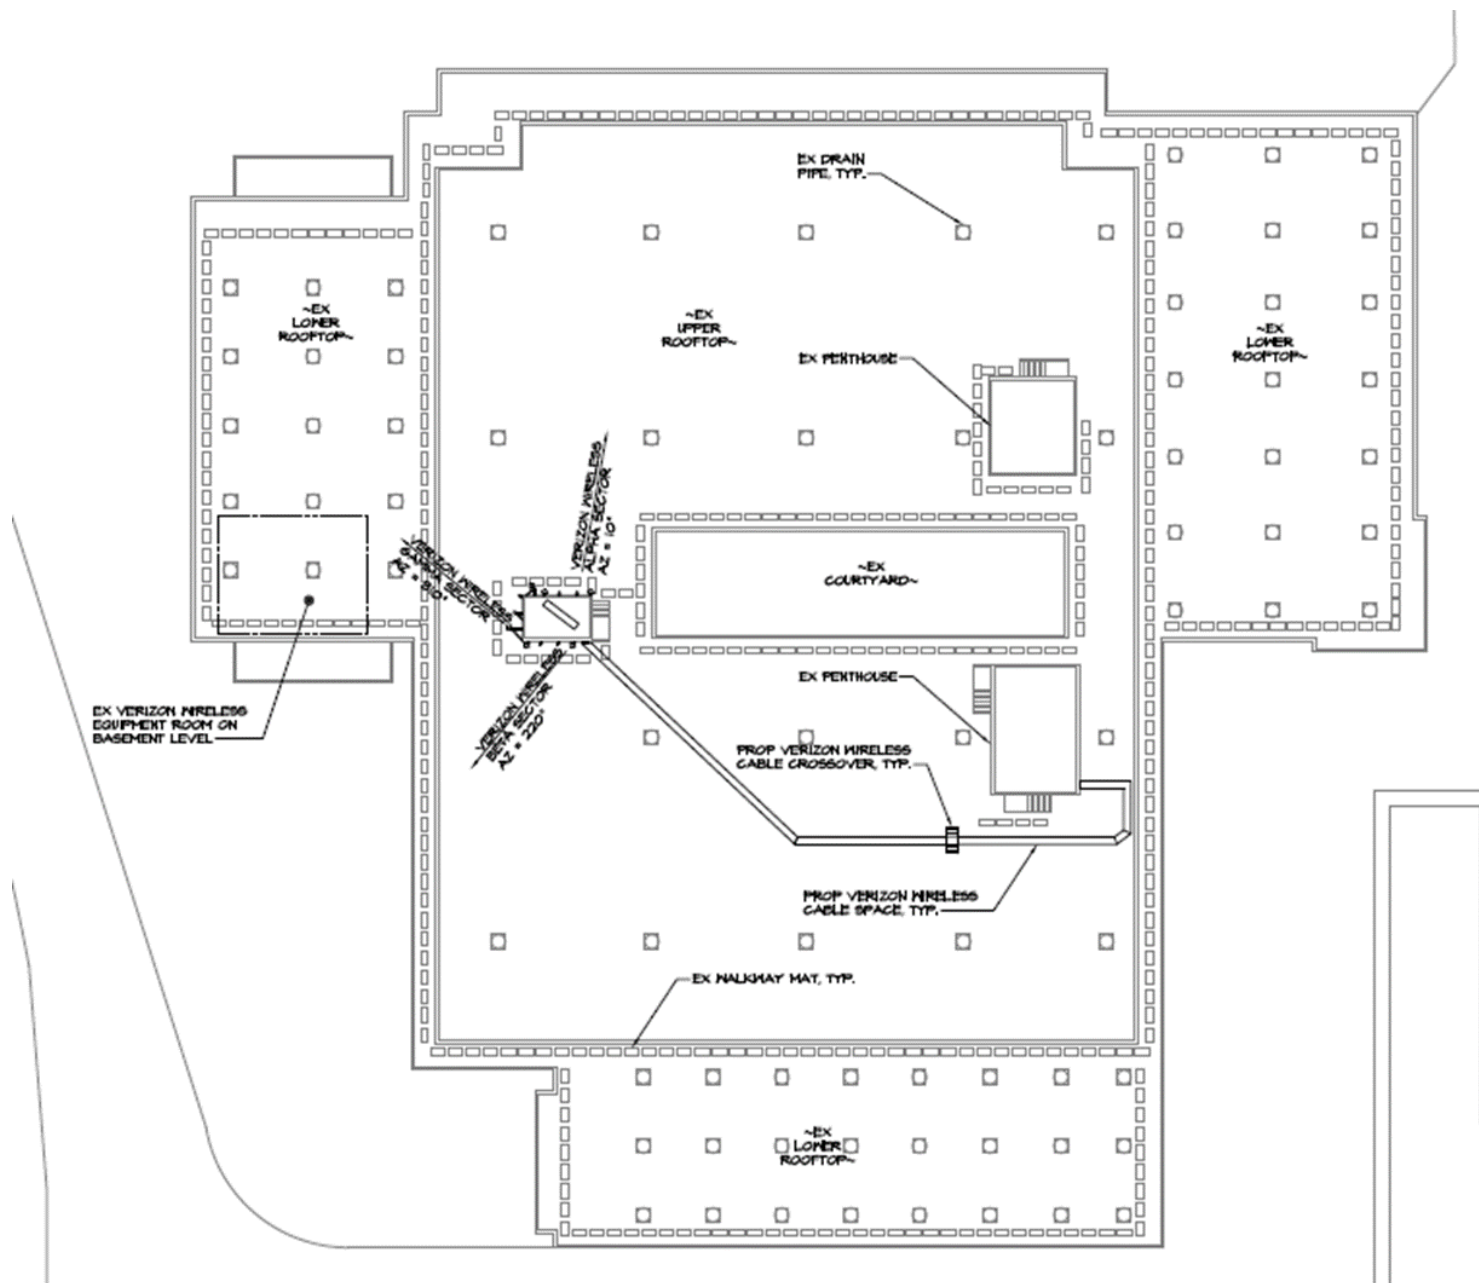 EX DRAIN
PIPE, TYP.
~EX
LOWER
ROOFTOP~
~EX
UPPER
ROOFTOP~
~EX
LOWER
ROOFTOP~
EX PENTHOUSE
VERIZON WIRELESS
ALPHA SECTOR
AZ = 10°
VERIZON WIRELESS
GAMMA SECTOR
AZ = 310°
~EX
COURTYARD~
VERIZON WIRELESS
BETA SECTOR
AZ = 220°
EX PENTHOUSE
EX VERIZON WIRELESS
EQUIPMENT ROOM ON
BASEMENT LEVEL
PROP VERIZON WIRELESS
CABLE CROSSOVER, TYP.
PROP VERIZON WIRELESS
CABLE SPACE, TYP.
EX WALKWAY MAT, TYP.
~EX
LOWER
ROOFTOP~